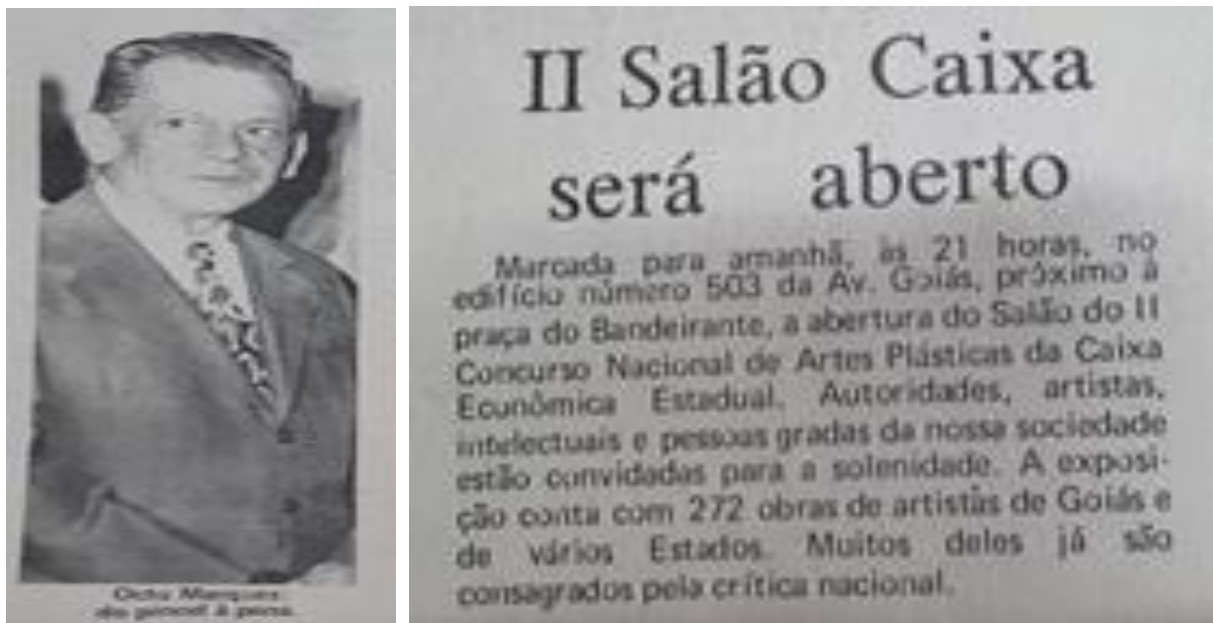 Octo Marques:
do pincel à pena.
II Salão Caixa
será aberto
Marcada para amanhã, às 21 horas, no
edifício número 503 da Av. Goiás, próximo à
praça do Bandeirante, a abertura do Salão do II
Concurso Nacional de Artes Plásticas da Caixa
Econômica Estadual. Autoridades, artistas,
intelectuais e pessoas gradas da nossa sociedade
estão convidadas para a solenidade. A exposi-
ção conta com 272 obras de artistas de Goiás e
de vários Estados. Muitos deles já são
consagrados pela crítica nacional.